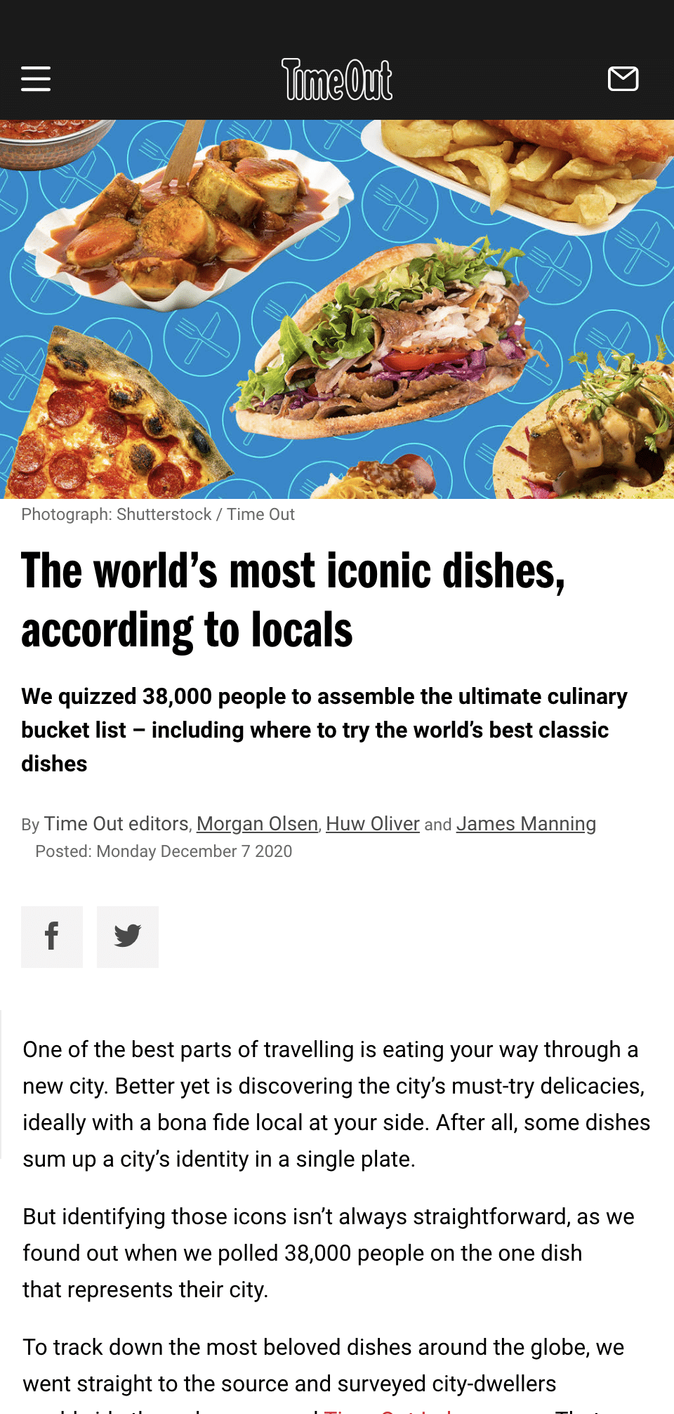 TimeOut
Photograph: Shutterstock / Time Out
The world’s most iconic dishes,
according to locals
We quizzed 38,000 people to assemble the ultimate culinary
bucket list – including where to try the world’s best classic
dishes
By Time Out editors, Morgan Olsen, Huw Oliver and James Manning
Posted: Monday December 7 2020
One of the best parts of travelling is eating your way through a
new city. Better yet is discovering the city’s must-try delicacies,
ideally with a bona fide local at your side. After all, some dishes
sum up a city’s identity in a single plate.
But identifying those icons isn’t always straightforward, as we
found out when we polled 38,000 people on the one dish
that represents their city.
To track down the most beloved dishes around the globe, we
went straight to the source and surveyed city-dwellers